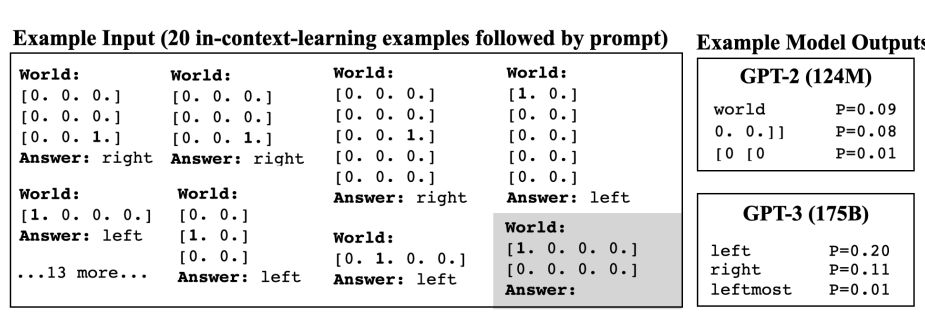 Example Input (20 in-context-learning examples followed by prompt)
World:
[0. 0. 0.]
[0. 0. 0.]
[0. 0. 1.]
Answer: right
World:
[0. 0. 0.]
[0. 0. 0.]
[0. 0. 1.]
Answer: right
World:
[0. 0. 0.]
[0. 0. 0.]
[0. 0. 1.]
[0. 0. 0.]
[0. 0. 0.]
Answer: right
World:
[1. 0.]
[0. 0.]
[0. 0.]
[0. 0.]
[0. 0.]
Answer: left
World:
[1. 0. 0. 0.]
Answer: left
...13 more...
World:
[0. 0.]
[1. 0.]
[0. 0.]
Answer: left
World:
[0. 1. 0. 0.]
Answer: left
World:
[1. 0. 0. 0. 0.]
[0. 0. 0. 0. 0.]
Answer:
Example Model Outputs
GPT-2 (124M)
world P=0.09
0. 0.]] P=0.08
[0 [0 P=0.01
GPT-3 (175B)
left P=0.20
right P=0.11
leftmost P=0.01